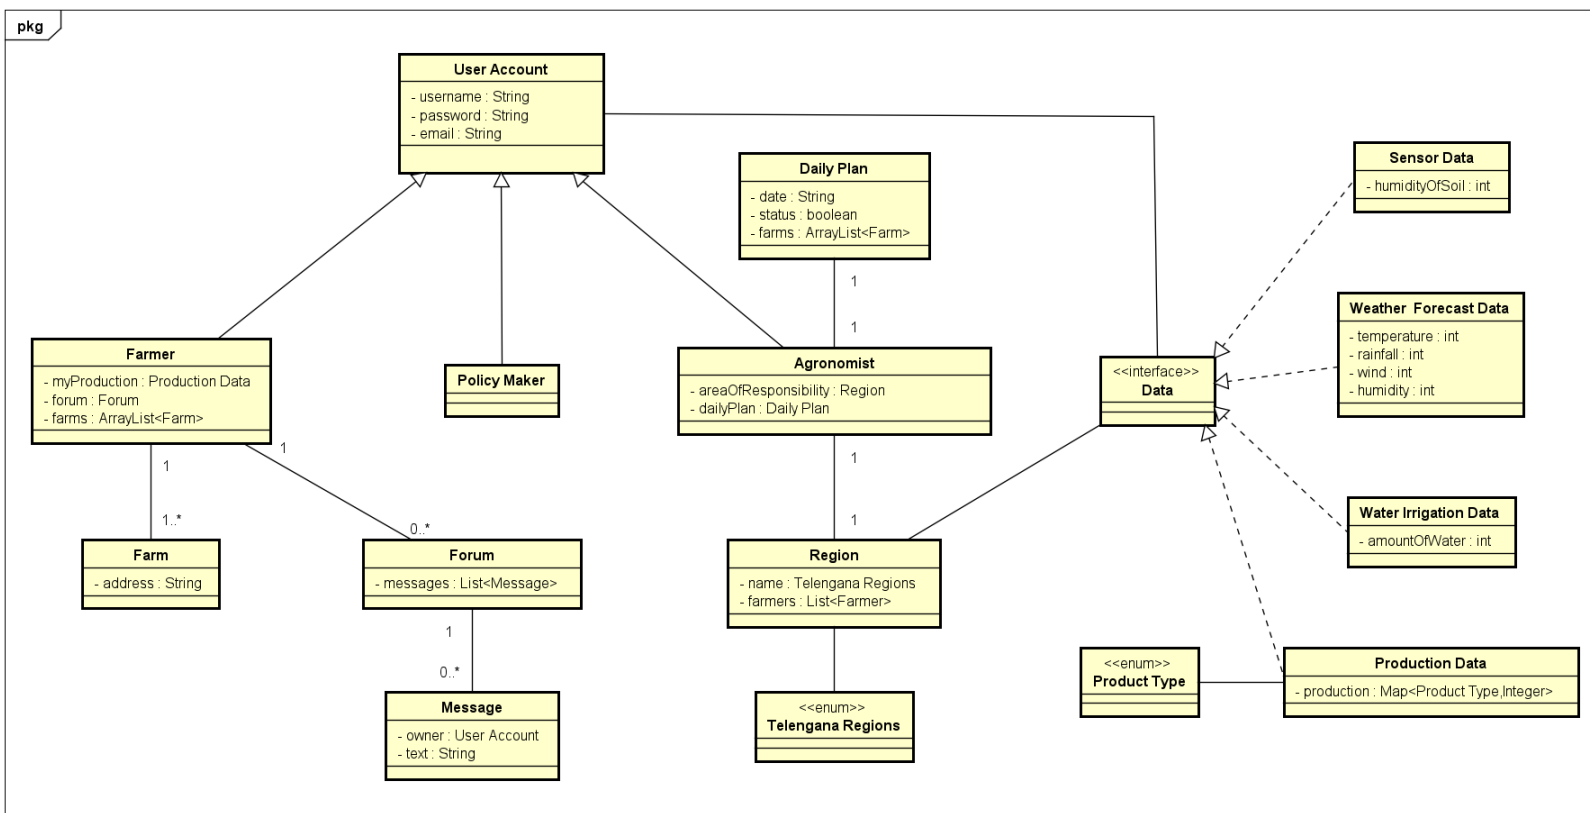 pkg
User Account
- username : String
- password : String
- email : String
Daily Plan
- date : String
- status : boolean
- farms : ArrayList<Farm>
Sensor Data
- humidityOfSoil : int
Weather  Forecast Data
- temperature : int
- rainfall : int
- wind : int
- humidity : int
1
1
Farmer
- myProduction : Production Data
- forum : Forum
- farms : ArrayList<Farm>
Policy Maker
Agronomist
- areaOfResponsibility : Region
- dailyPlan : Daily Plan
<<interface>>
Data
1
1
1
1..*
0..*
1
Water Irrigation Data
- amountOfWater : int
Farm
- address : String
Forum
- messages : List<Message>
Region
- name : Telengana Regions
- farmers : List<Farmer>
1
0..*
<<enum>>
Product Type
Production Data
- production : Map<Product Type,Integer>
Message
- owner : User Account
- text : String
<<enum>>
Telengana Regions